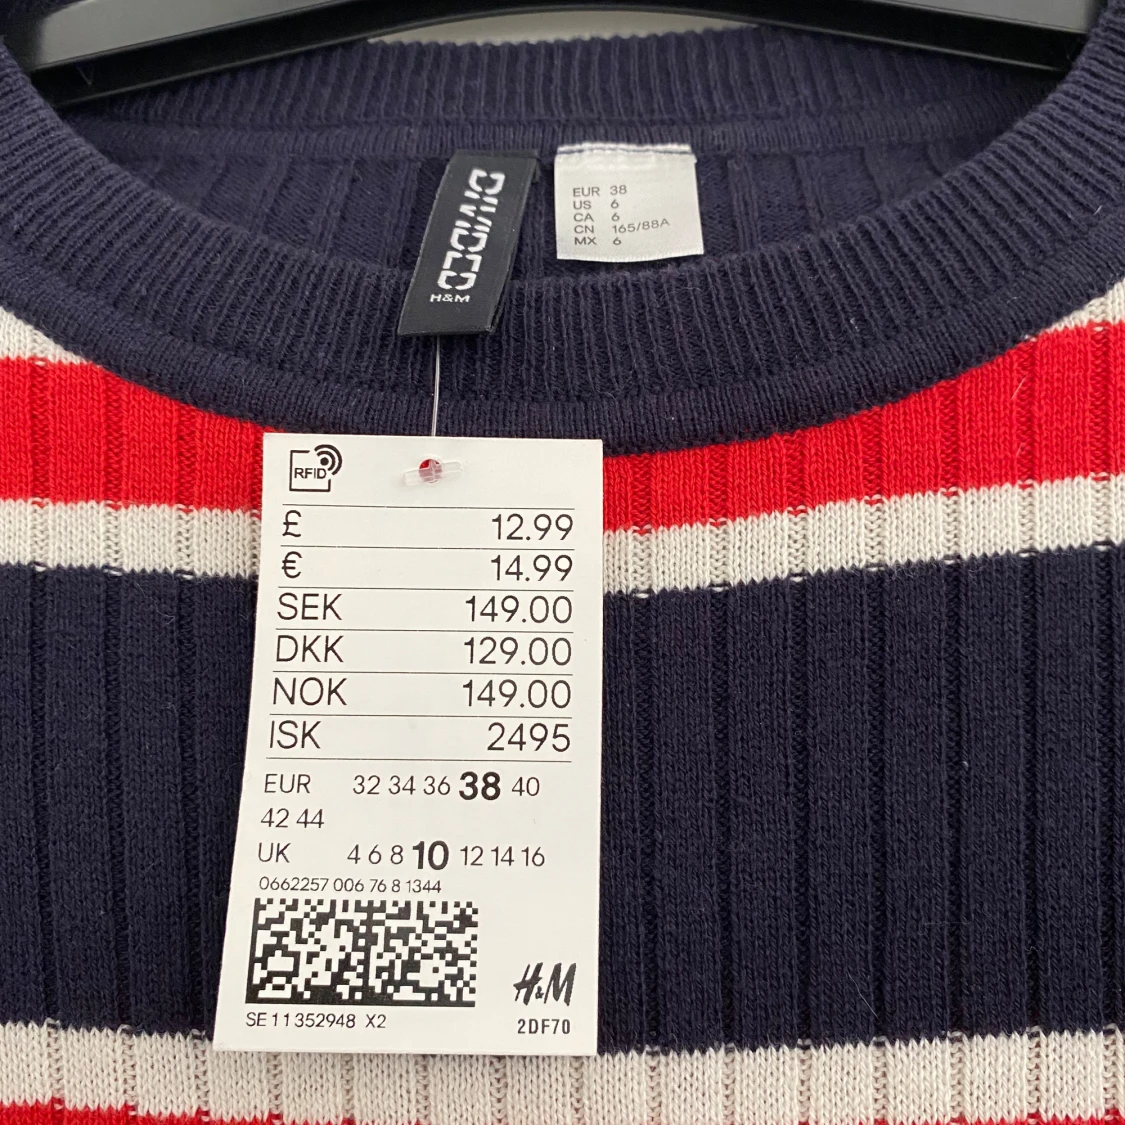 DIVIDED
H&M
EUR 38
US 6
CA 6
CN 165/88A
MX 6
RFID
£ 12.99
€ 14.99
SEK 149.00
DKK 129.00
NOK 149.00
ISK 2495
EUR 32 34 36 38 40
42 44
UK 4 6 8 10 12 14 16
0662257 006 76 8 1344
SE 11352948 X2
H&M
2DF70